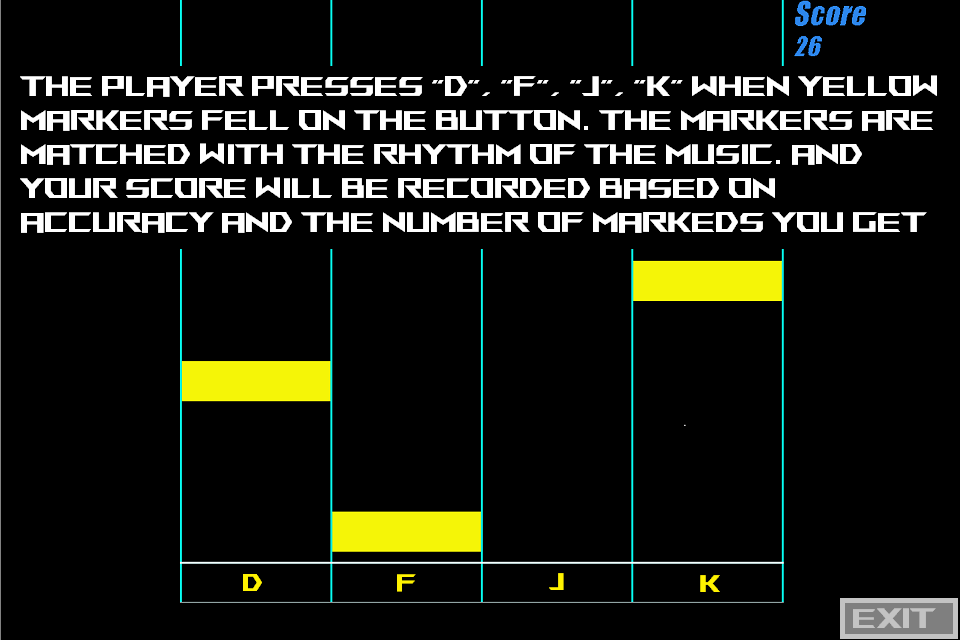 Score
26
THE PLAYER PRESSES "D", "F", "J", "K" WHEN YELLOW
MARKERS FELL ON THE BUTTON. THE MARKERS ARE
MATCHED WITH THE RHYTHM OF THE MUSIC. AND
YOUR SCORE WILL BE RECORDED BASED ON
ACCURACY AND THE NUMBER OF MARKEDS YOU GET
D F J K
EXIT